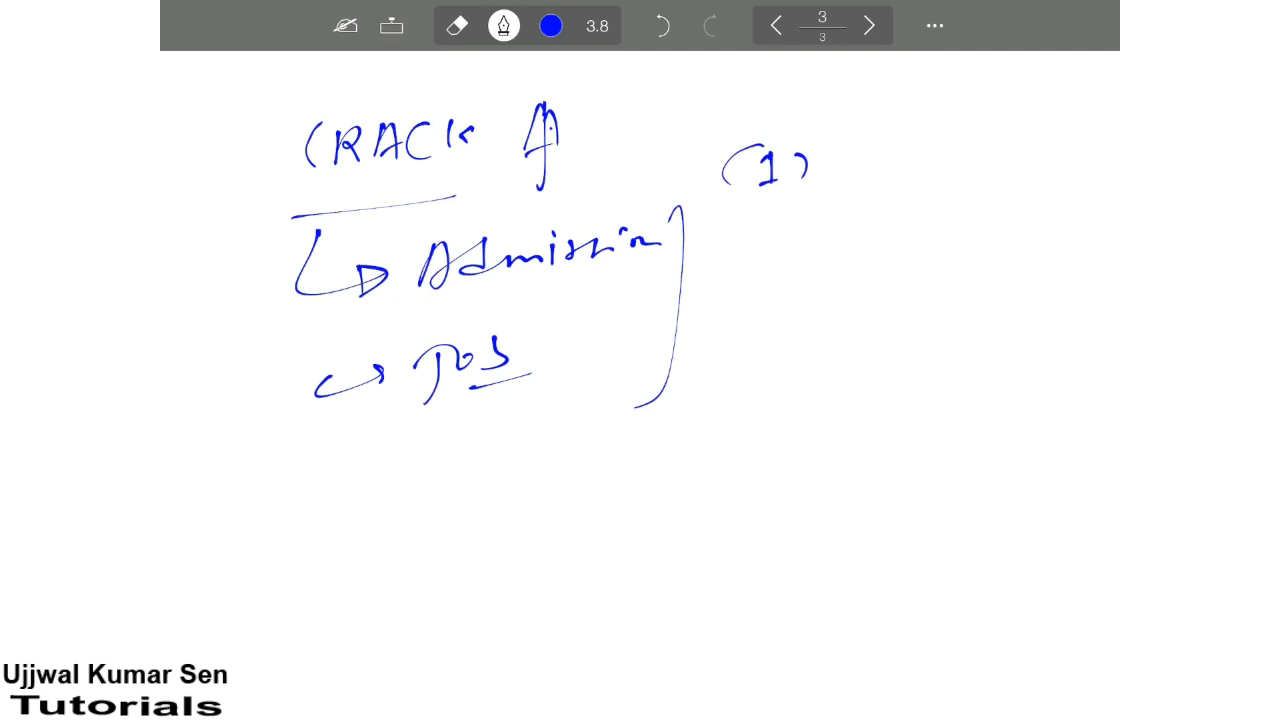 3.8
3
3
CRACK
(1)
Admission
Job
Ujjwal Kumar Sen
Tutorials